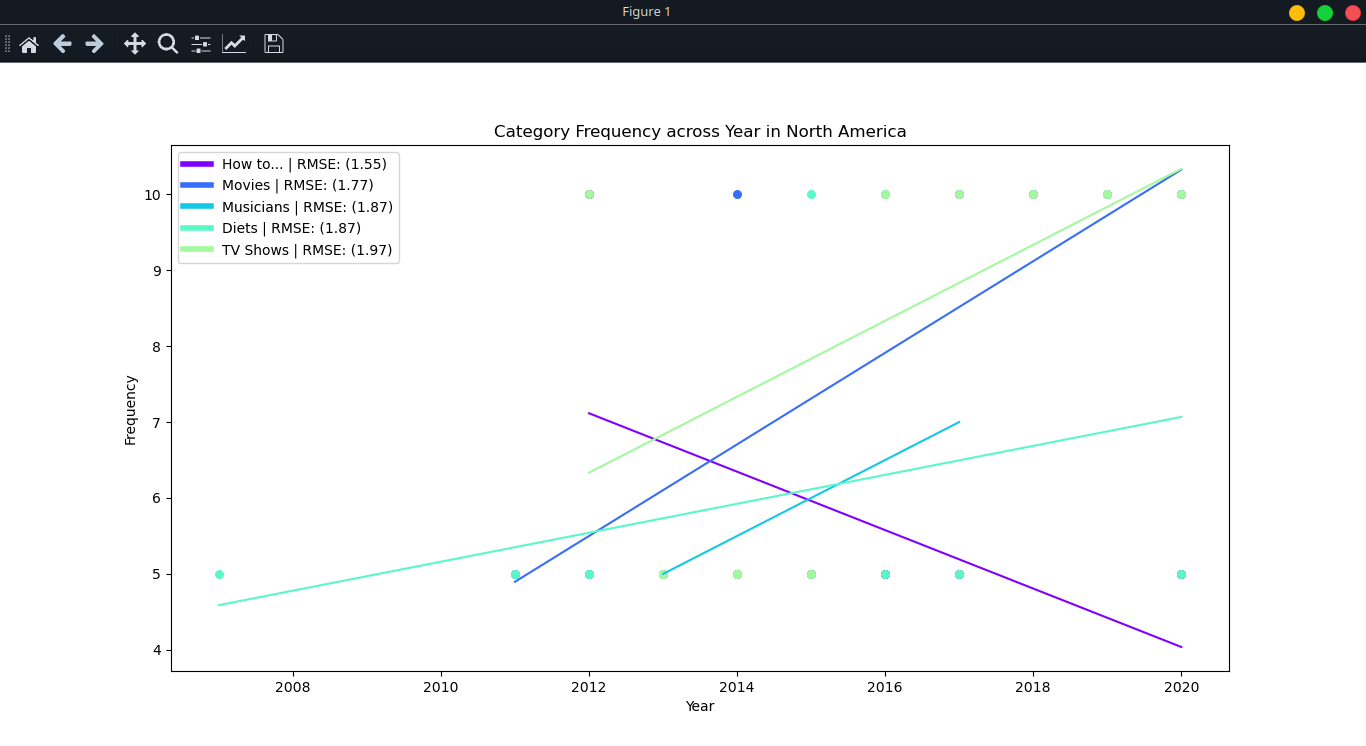 Figure 1
Category Frequency across Year in North America
How to... | RMSE: (1.55)
Movies | RMSE: (1.77)
Musicians | RMSE: (1.87)
Diets | RMSE: (1.87)
TV Shows | RMSE: (1.97)
10
9
8
7
6
5
4
Frequency
2008 2010 2012 2014 2016 2018 2020
Year